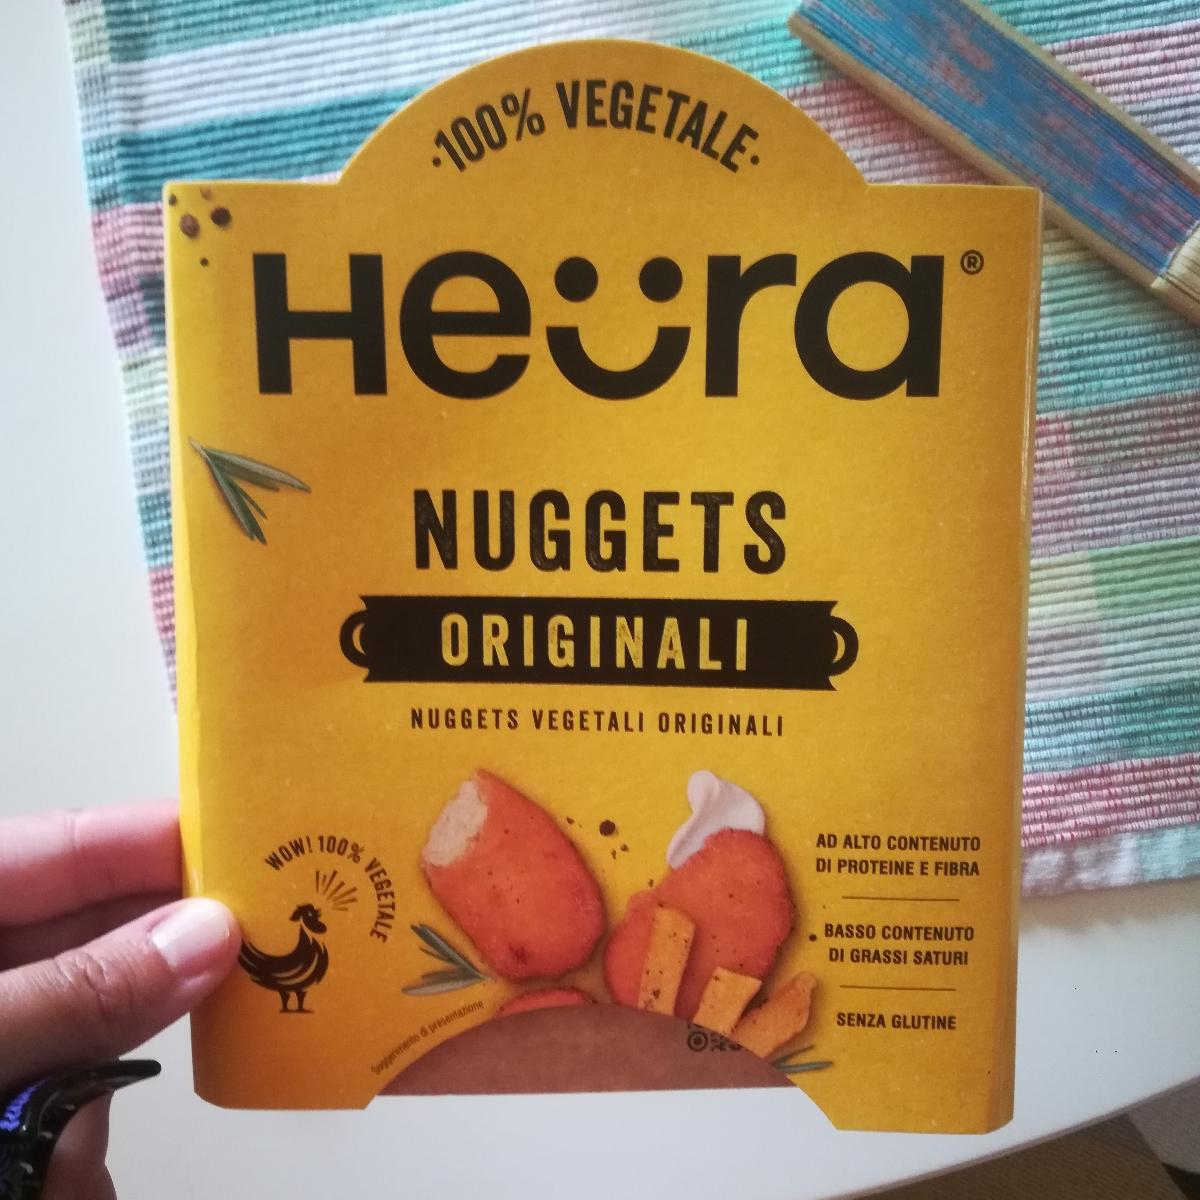 ·100% VEGETALE·
Heüra®
NUGGETS
ORIGINALI
NUGGETS VEGETALI ORIGINALI
WOW! 100% VEGETALE
AD ALTO CONTENUTO
DI PROTEINE E FIBRA
BASSO CONTENUTO
DI GRASSI SATURI
SENZA GLUTINE
Suggerimento di presentazione